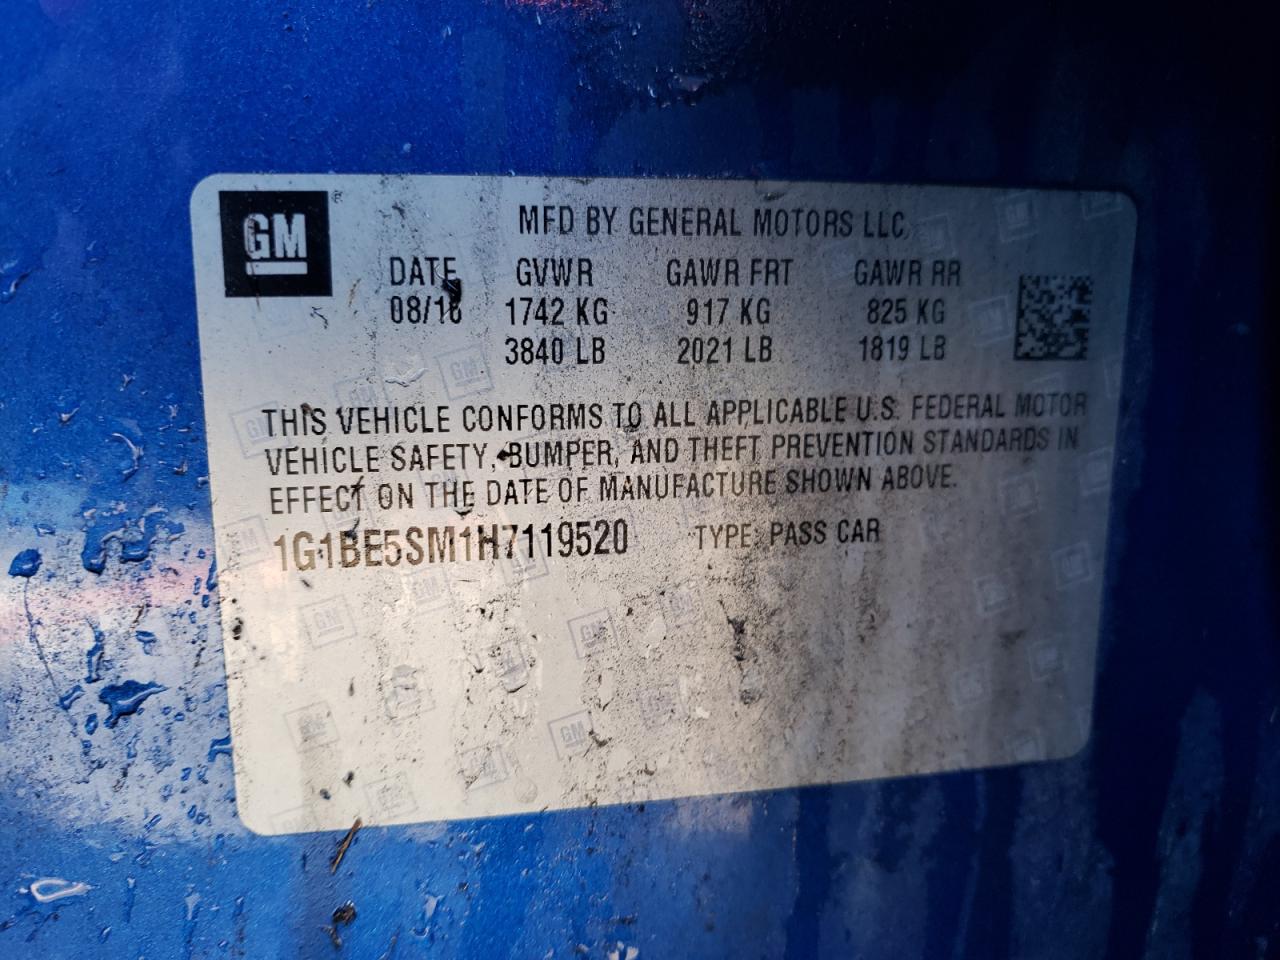 GM
MFD BY GENERAL MOTORS LLC
DATE GVWR GAWR FRT GAWR RR
08/16 1742 KG 917 KG 825 KG
3840 LB 2021 LB 1819 LB
THIS VEHICLE CONFORMS TO ALL APPLICABLE U.S. FEDERAL MOTOR
VEHICLE SAFETY, BUMPER, AND THEFT PREVENTION STANDARDS IN
EFFECT ON THE DATE OF MANUFACTURE SHOWN ABOVE.
1G1BE5SM1H7119520 TYPE: PASS CAR